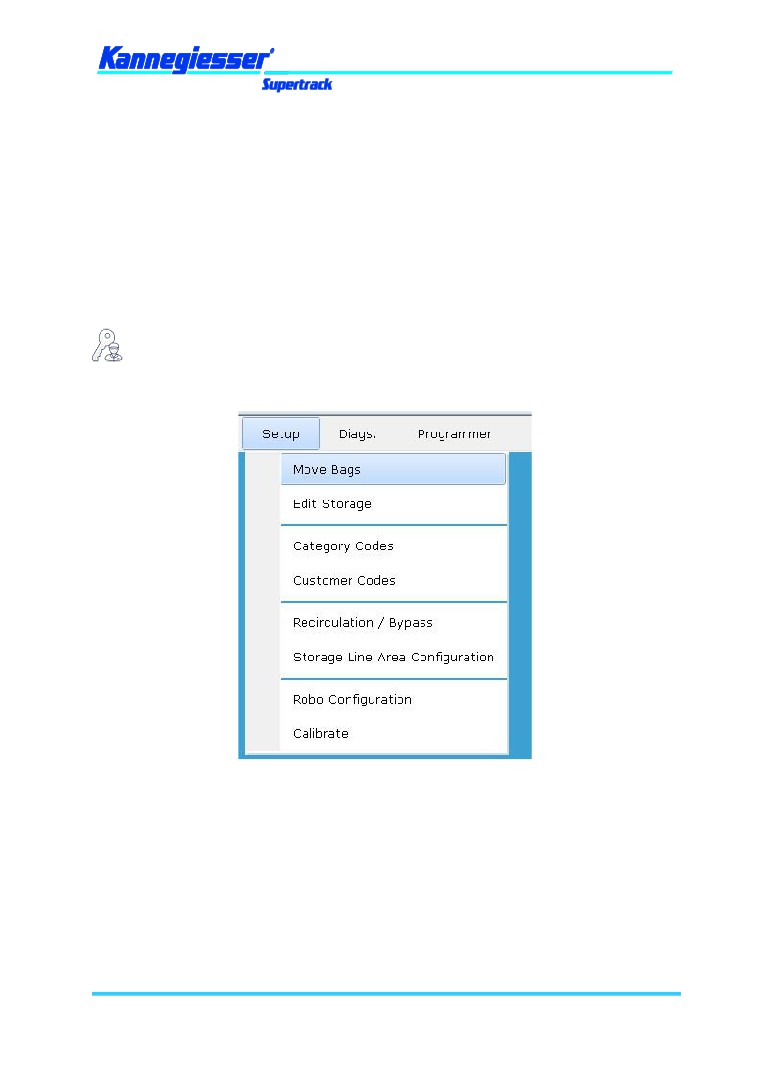 Kannegiesser
Supertrack
Setup Diags. Programmer
Move Bags
Edit Storage
Category Codes
Customer Codes
Recirculation / Bypass
Storage Line Area Configuration
Robo Configuration
Calibrate